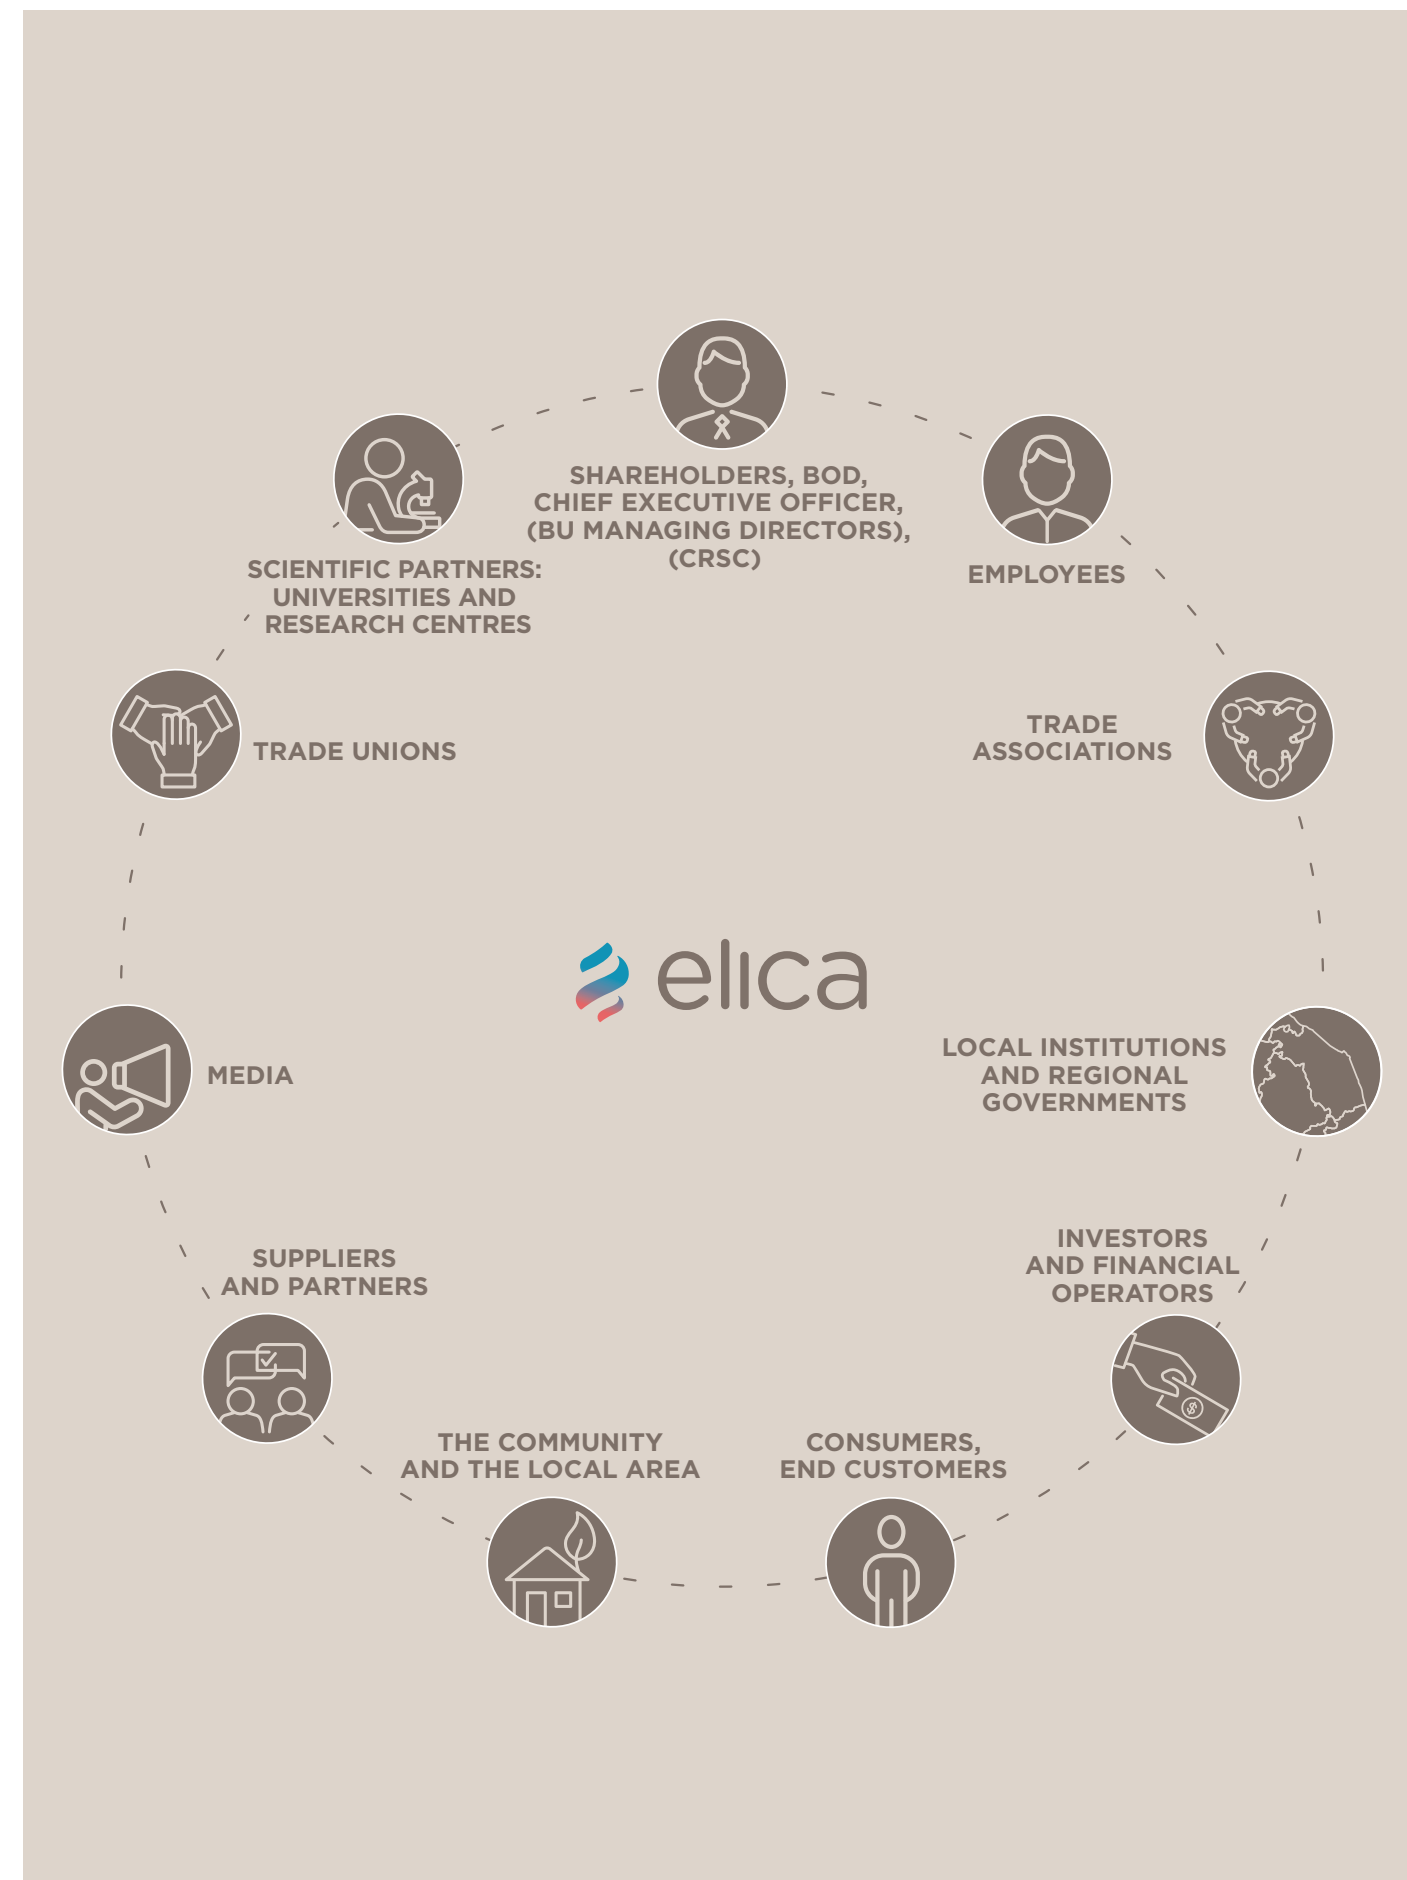 SHAREHOLDERS, BOD,
CHIEF EXECUTIVE OFFICER,
(BU MANAGING DIRECTORS),
(CRSC)
EMPLOYEES
TRADE
ASSOCIATIONS
LOCAL INSTITUTIONS
AND REGIONAL
GOVERNMENTS
INVESTORS
AND FINANCIAL
OPERATORS
$
CONSUMERS,
END CUSTOMERS
THE COMMUNITY
AND THE LOCAL AREA
SUPPLIERS
AND PARTNERS
MEDIA
TRADE UNIONS
SCIENTIFIC PARTNERS:
UNIVERSITIES AND
RESEARCH CENTRES
elica